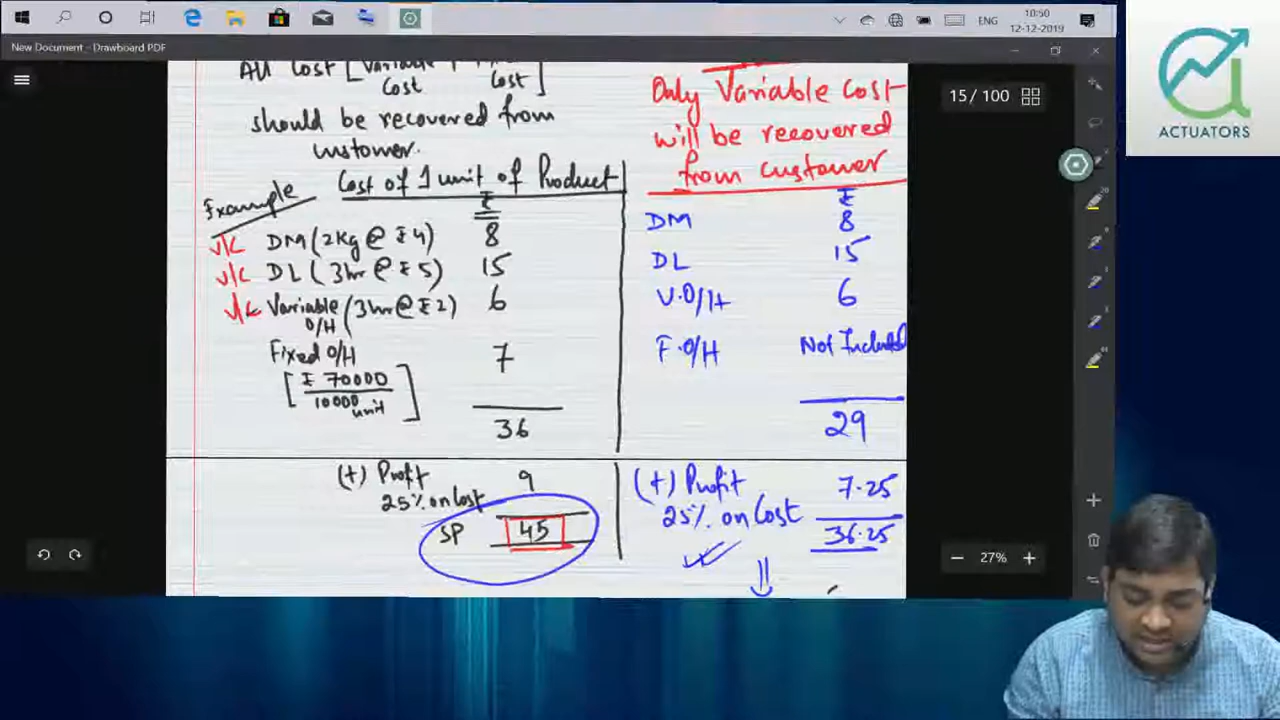 10:50
ENG
12-12-2019
New Document - Drawboard PDF
15 / 100
ACTUATORS
All Cost [Variable
Cost Cost]
should be recovered from
customer.
Only Variable Cost
will be recovered
from customer
Example
Cost of 1 unit of Product
₹
V/C DM (2Kg @ ₹4) 8
V/C DL (3hr @ ₹5) 15
V/C Variable O/H (3hr @ ₹2) 6
Fixed O/H 7
[₹ 70000
10000 unit]
36
(+) Profit 9
25% on Cost
SP 45
₹
DM 8
DL 15
V.O/H 6
F.O/H Not Included
29
(+) Profit 7.25
25% on Cost
36.25
27%